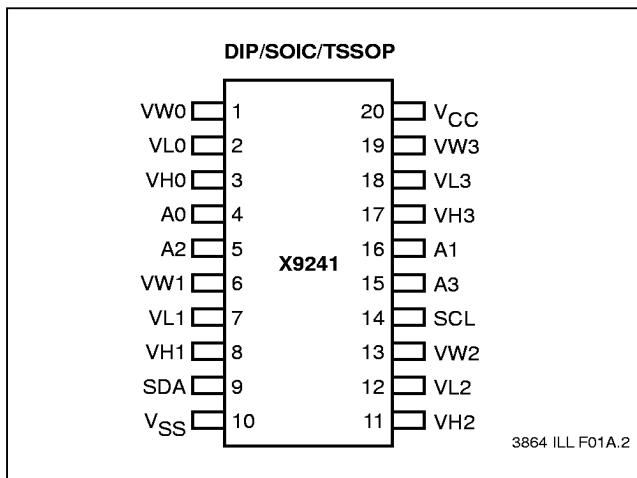 DIP/SOIC/TSSOP
VW0 1 20 VCC
VL0 2 19 VW3
VH0 3 18 VL3
A0 4 17 VH3
A2 5 16 A1
X9241
VW1 6 15 A3
VL1 7 14 SCL
VH1 8 13 VW2
SDA 9 12 VL2
VSS 10 11 VH2
3864 ILL F01A.2